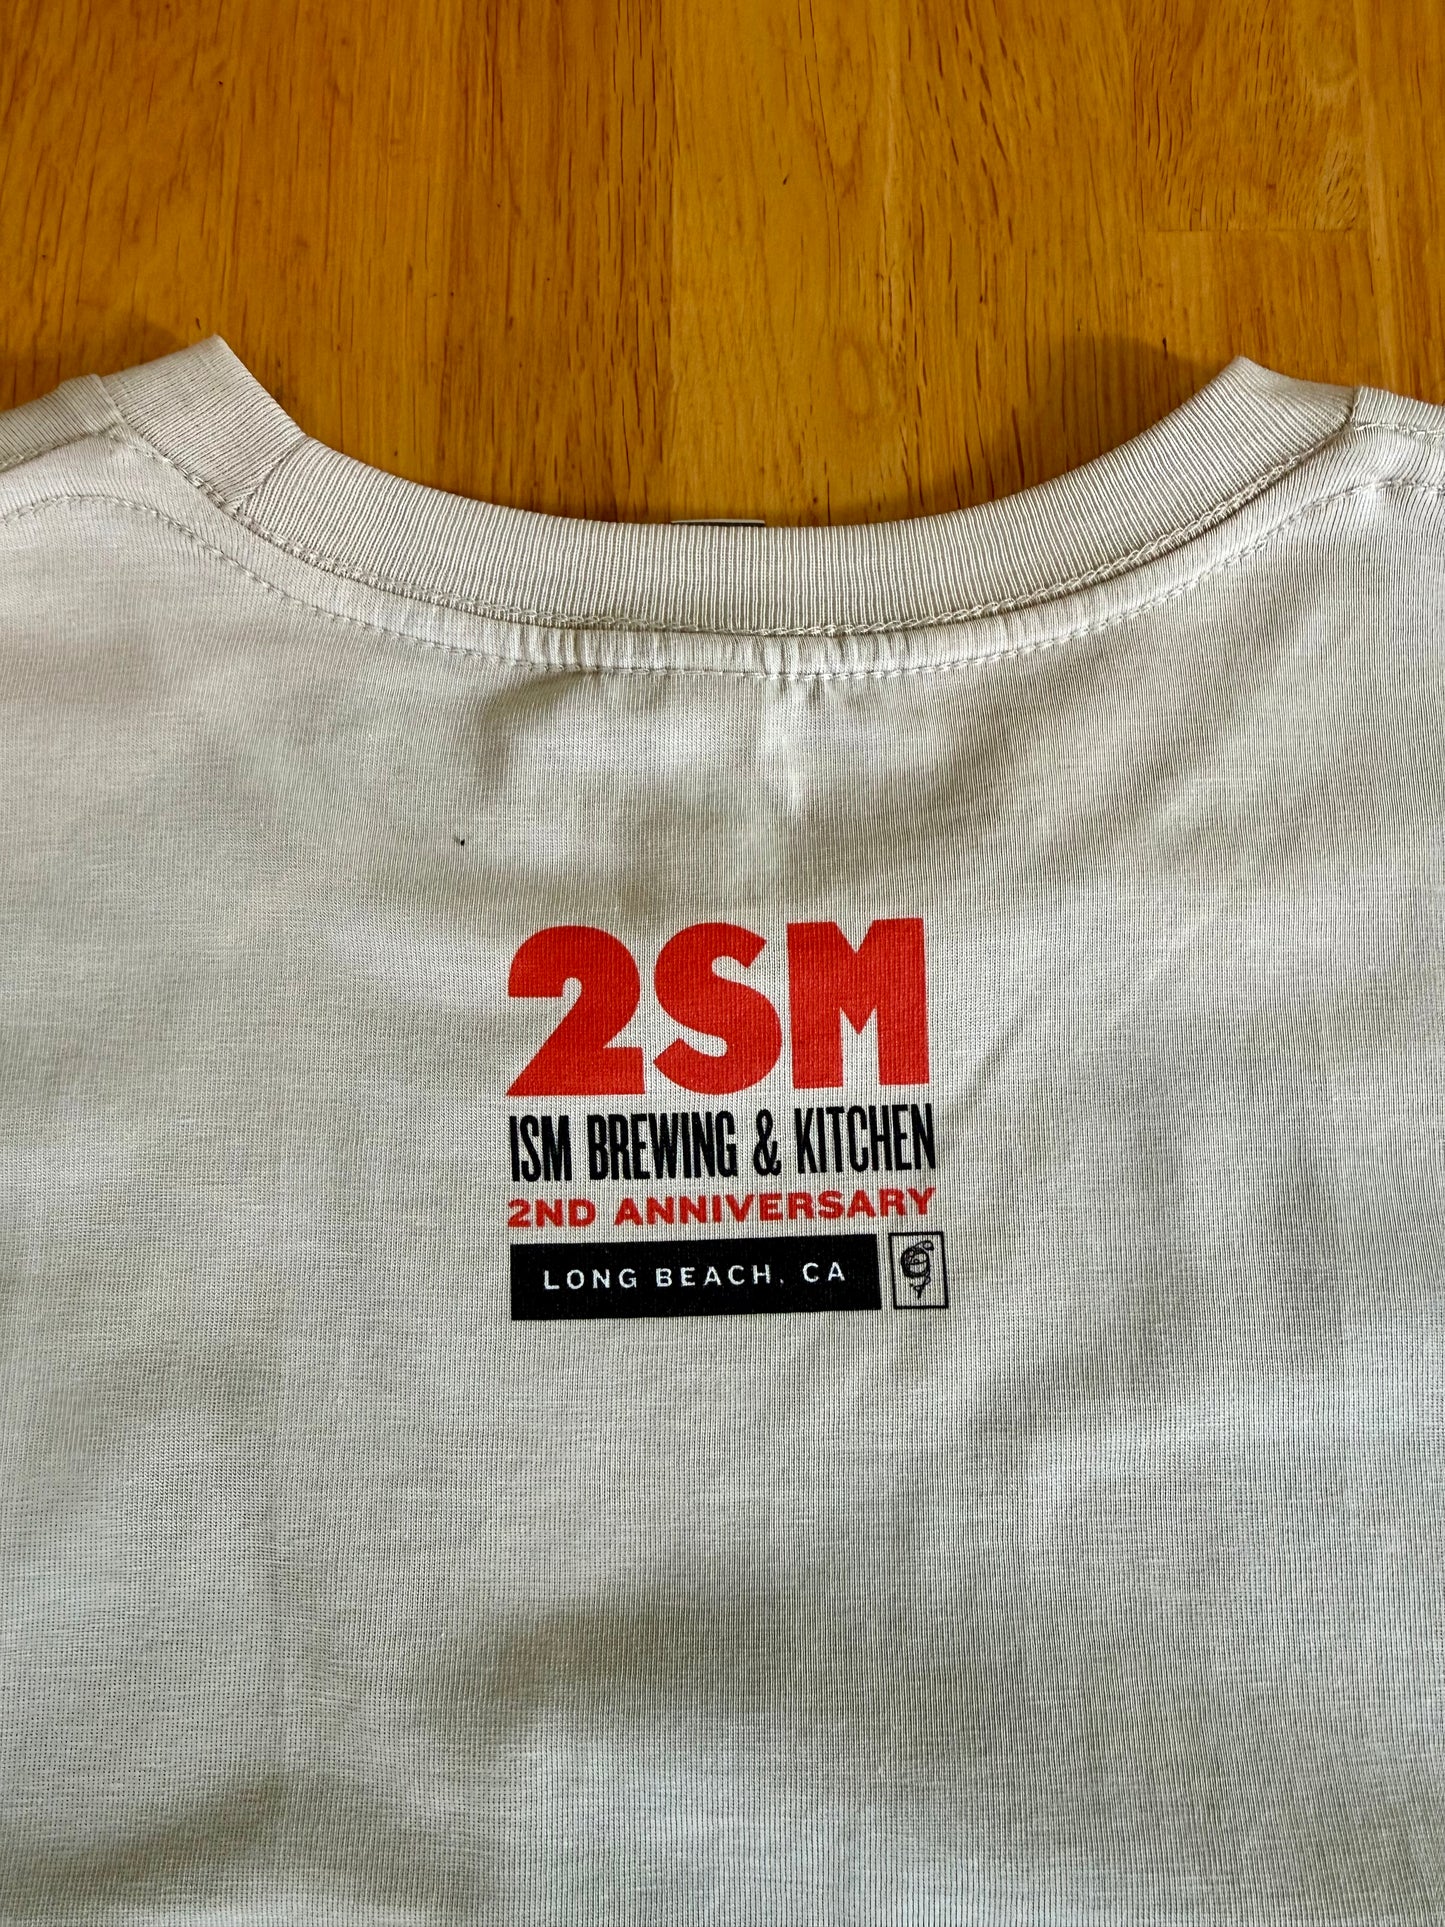 2SM
ISM BREWING & KITCHEN
2ND ANNIVERSARY
LONG BEACH, CA